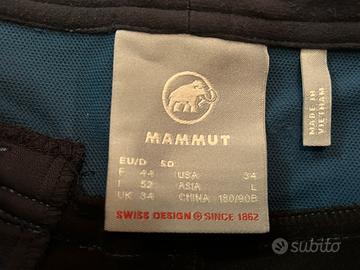 MAMMUT
EU/D 50
F 44 USA 34
I 52 ASIA L
UK 34 CHINA 180/90B
SWISS DESIGN SINCE 1862
MADE IN
VIETNAM
subito